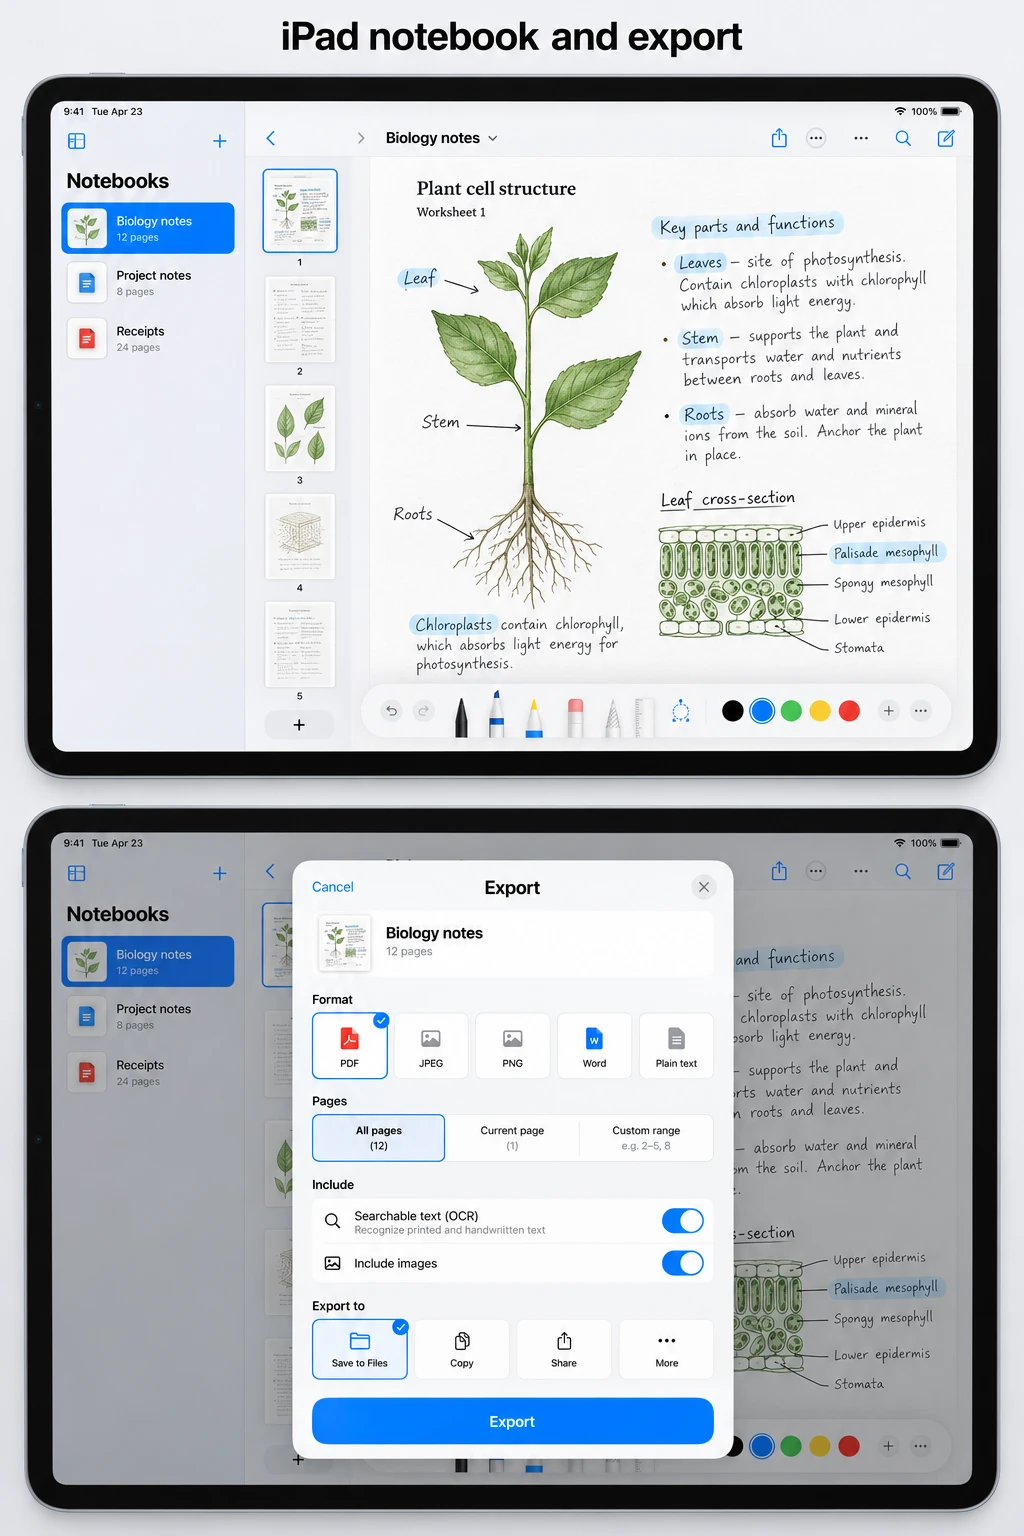 iPad notebook and export
9:41 Tue Apr 23
100%
Notebooks
Biology notes
12 pages
Project notes
8 pages
Receipts
24 pages
1
2
3
4
5
Biology notes
Plant cell structure
Worksheet 1
Leaf
Stem
Roots
Chloroplasts contain chlorophyll,
which absorbs light energy for
photosynthesis.
Key parts and functions
• Leaves – site of photosynthesis.
Contain chloroplasts with chlorophyll
which absorb light energy.
• Stem – supports the plant and
transports water and nutrients
between roots and leaves.
• Roots – absorb water and mineral
ions from the soil. Anchor the plant
in place.
Leaf cross-section
Upper epidermis
Palisade mesophyll
Spongy mesophyll
Lower epidermis
Stomata
9:41 Tue Apr 23
100%
Notebooks
Biology notes
12 pages
Project notes
8 pages
Receipts
24 pages
Cancel
Export
Biology notes
12 pages
Format
PDF
JPEG
PNG
W
Word
Plain text
Pages
All pages
(12)
Current page
(1)
Custom range
e.g. 2–5, 8
Include
Searchable text (OCR)
Recognize printed and handwritten text
Include images
Export to
Save to Files
Copy
Share
More
Export
and functions
– site of photosynthesis.
chloroplasts with chlorophyll
sorb light energy.
– supports the plant and
rts water and nutrients
n roots and leaves.
– absorb water and mineral
om the soil. Anchor the plant
e.
s-section
Upper epidermis
Palisade mesophyll
Spongy mesophyll
Lower epidermis
Stomata